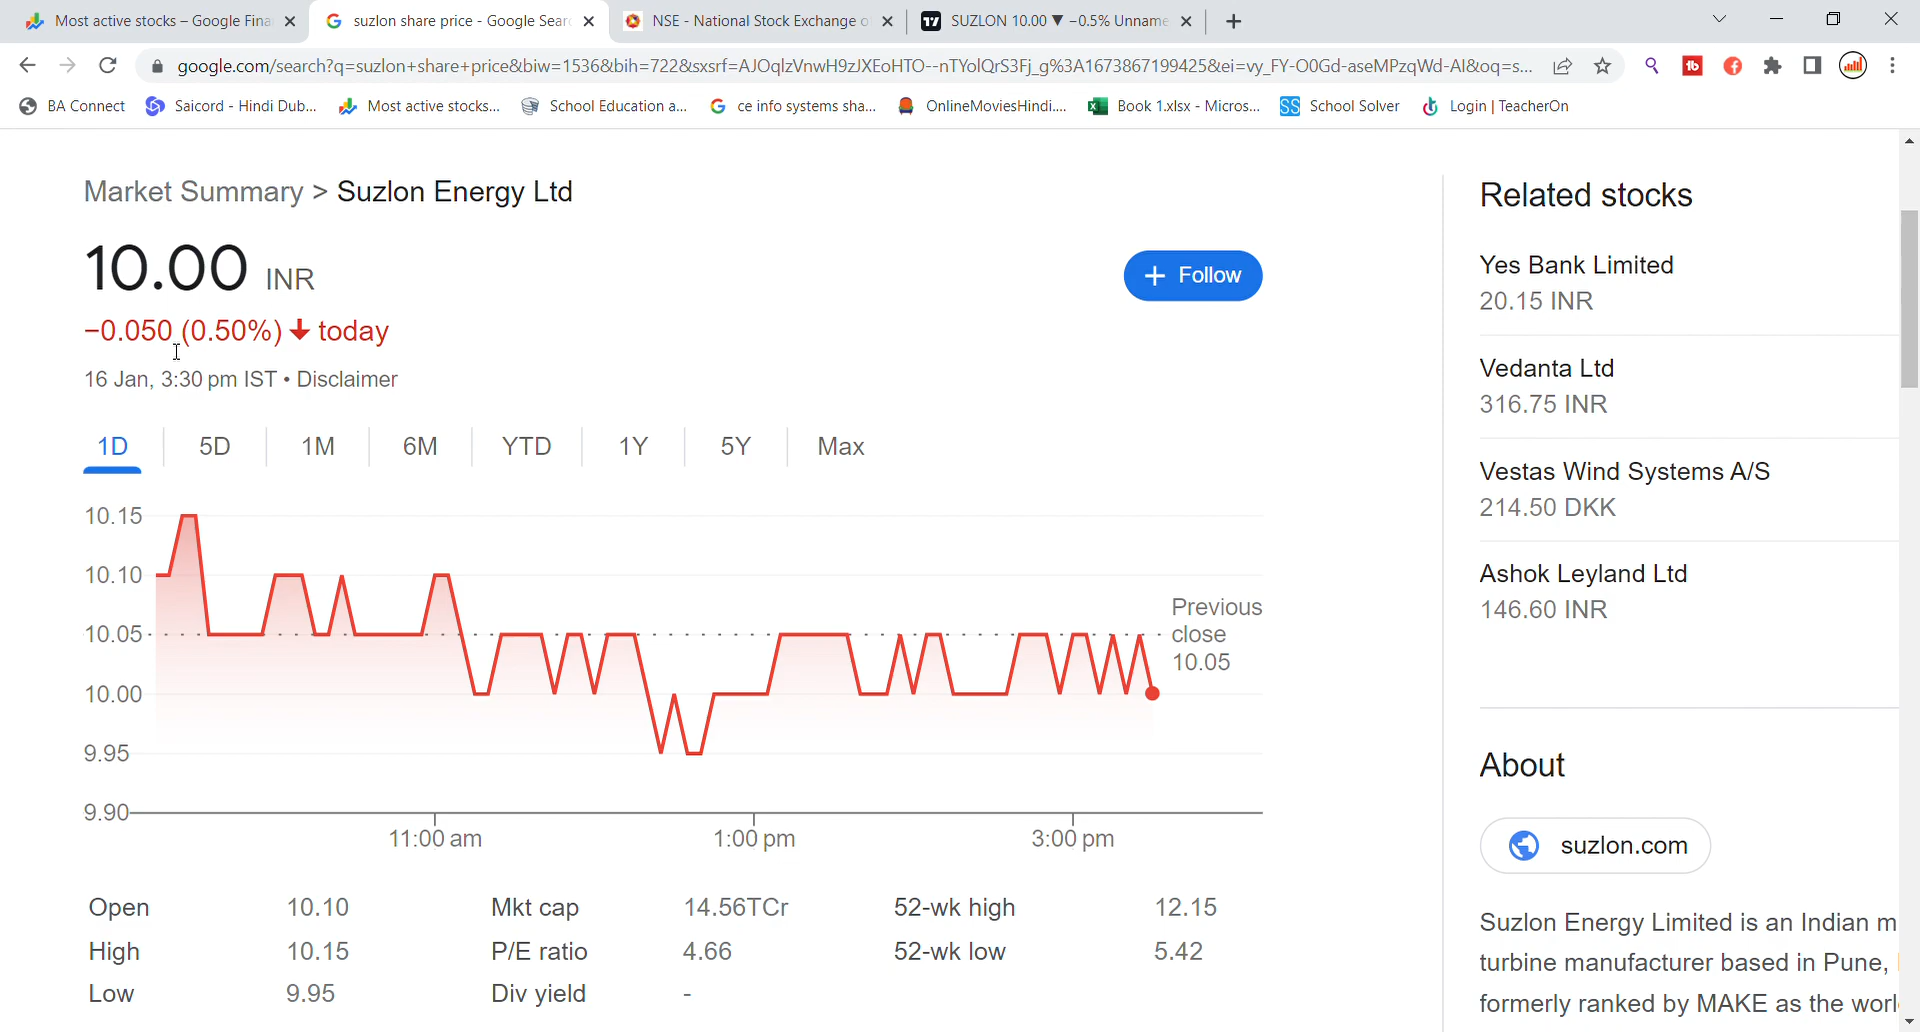 Most active stocks – Google Fina
suzlon share price - Google Sear
NSE - National Stock Exchange o
SUZLON 10.00 ▼ −0.5% Unname
google.com/search?q=suzlon+share+price&biw=1536&bih=722&sxsrf=AJOqlzVnwH9zJXEoHTO--nTYolQrS3Fj_g%3A1673867199425&ei=vy_FY-O0Gd-aseMPzqWd-AI&oq=s...
BA Connect
Saicord - Hindi Dub...
Most active stocks...
School Education a...
ce info systems sha...
OnlineMoviesHindi....
Book 1.xlsx - Micros...
SS School Solver
Login | TeacherOn
Market Summary > Suzlon Energy Ltd
10.00 INR
+ Follow
−0.050 (0.50%) ↓ today
16 Jan, 3:30 pm IST • Disclaimer
1D 5D 1M 6M YTD 1Y 5Y Max
10.15
10.10
10.05
10.00
9.95
9.90
Previous
close
10.05
11:00 am 1:00 pm 3:00 pm
Open 10.10 Mkt cap 14.56TCr 52-wk high 12.15
High 10.15 P/E ratio 4.66 52-wk low 5.42
Low 9.95 Div yield -
Related stocks
Yes Bank Limited
20.15 INR
Vedanta Ltd
316.75 INR
Vestas Wind Systems A/S
214.50 DKK
Ashok Leyland Ltd
146.60 INR
About
suzlon.com
Suzlon Energy Limited is an Indian m
turbine manufacturer based in Pune,
formerly ranked by MAKE as the worl